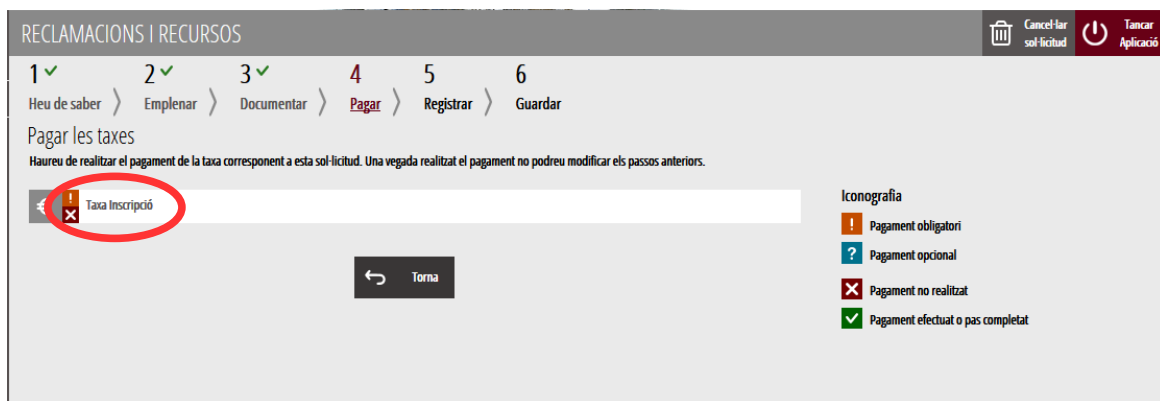 RECLAMACIONS I RECURSOS
Cancel·lar
sol·licitud
Tancar
Aplicació
1 2 3 4 5 6
Heu de saber Emplenar Documentar Pagar Registrar Guardar
Pagar les taxes
Haureu de realitzar el pagament de la taxa corresponent a esta sol·licitud. Una vegada realitzat el pagament no podreu modificar els passos anteriors.
€ ! Taxa Inscripció
Iconografia
! Pagament obligatori
? Pagament opcional
Torna
Pagament no realitzat
Pagament efectuat o pas completat